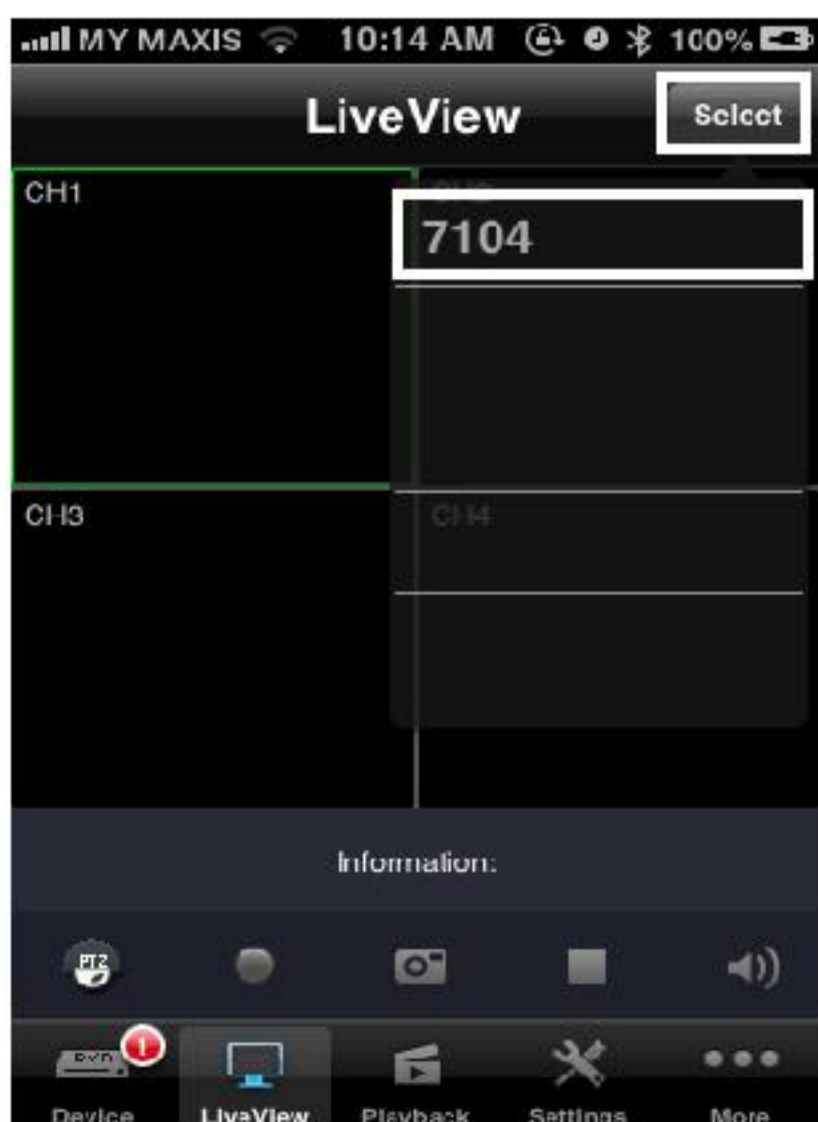 MY MAXIS 10:14 AM 100%
LiveView Select
CH1
7104
CH3 CH4
Information:
PTZ
1
Device LiveView Playback Settings More